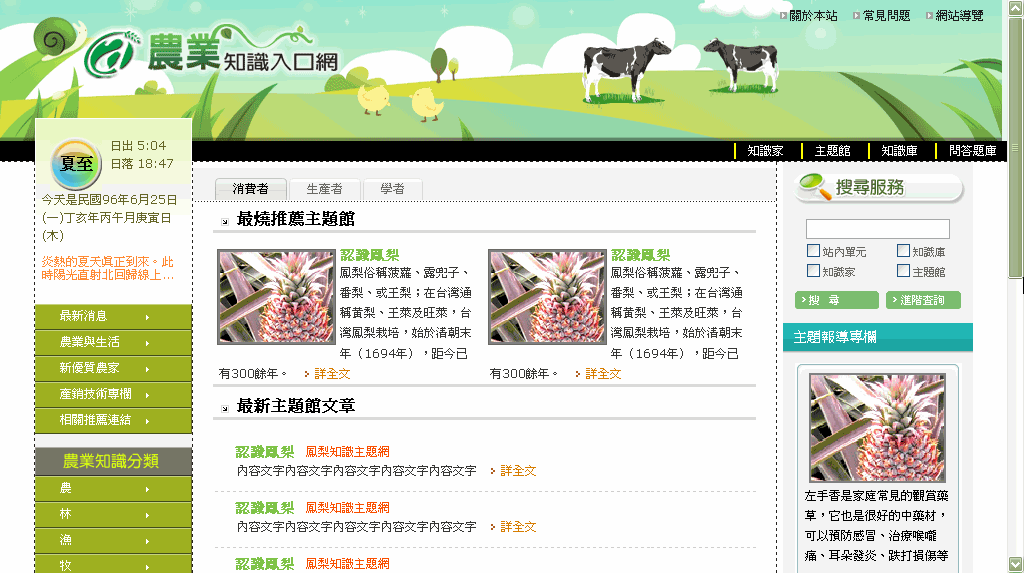 關於本站 常見問題 網站導覽
農業知識入口網
知識家 主題館 知識庫 問答題庫
夏至
日出 5:04
日落 18:47
今天是民國96年6月25日
(一)丁亥年丙午月庚寅日
(木)
炎熱的夏天真正到來。此
時陽光直射北回歸線上...
最新消息
農業與生活
新優質農家
產銷技術專欄
相關推薦連結
農業知識分類
農
林
漁
牧
消費者 生產者 學者
最燒推薦主題館
認識鳳梨
鳳梨俗稱菠蘿、露兜子、
番梨、或王梨；在台灣通
稱黃梨、王萊及旺萊，台
灣鳳梨栽培，始於清朝末
年（1694年），距今已
有300餘年。 詳全文
認識鳳梨
鳳梨俗稱菠蘿、露兜子、
番梨、或王梨；在台灣通
稱黃梨、王萊及旺萊，台
灣鳳梨栽培，始於清朝末
年（1694年），距今已
有300餘年。 詳全文
最新主題館文章
認識鳳梨 鳳梨知識主題網
內容文字內容文字內容文字內容文字內容文字 詳全文
認識鳳梨 鳳梨知識主題網
內容文字內容文字內容文字內容文字內容文字 詳全文
認識鳳梨 鳳梨知識主題網
搜尋服務
站內單元 知識庫
知識家 主題館
搜 尋 進階查詢
主題報導專欄
左手香是家庭常見的觀賞藥
草，它也是很好的中藥材，
可以預防感冒、治療喉嚨
痛、耳朵發炎、跌打損傷等